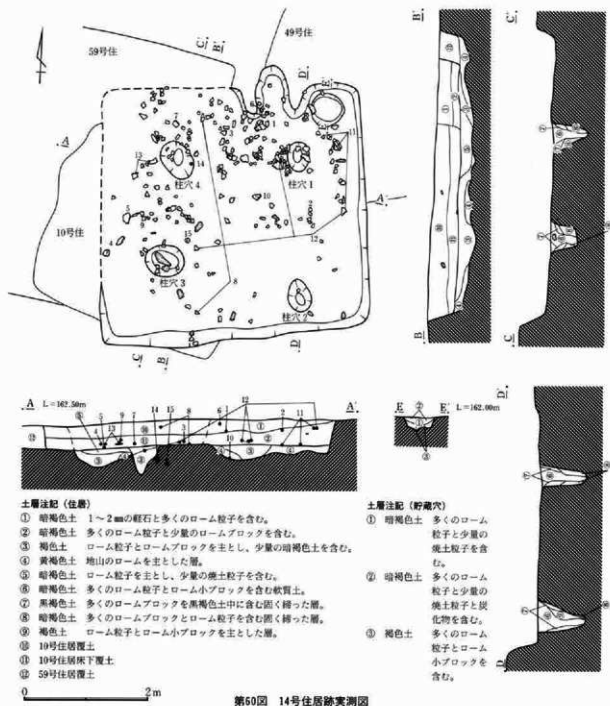 59号住
49号住
10号住
C'
B'
D'
E'
A
A'
柱穴4
柱穴1
柱穴3
柱穴2
C
B
D
B'
C'
B
C
D'
D
A L=162.50m A'
E E' L=162.00m
土層注記(住居)
① 暗褐色土 1~2㎜の軽石と多くのローム粒子を含む。
② 暗褐色土 多くのローム粒子と少量のロームブロックを含む。
③ 褐色土 ローム粒子とロームブロックを主とし、少量の暗褐色土を含む。
④ 黄褐色土 地山のロームを主とした層。
⑤ 暗褐色土 ローム粒子を主とし、少量の焼土粒子を含む。
⑥ 暗褐色土 多くのローム粒子とローム小ブロックを含む軟質土。
⑦ 黒褐色土 多くのロームブロックを黒褐色土中に含む固く締った層。
⑧ 暗褐色土 多くのロームブロックとローム粒子を含む固く締った層。
⑨ 褐色土 ローム粒子とローム小ブロックを主とした層。
⑩ 10号住居覆土
⑪ 10号住居床下覆土
⑫ 59号住居覆土
土層注記(貯蔵穴)
① 暗褐色土 多くのローム
粒子と少量の
焼土粒子を含
む。
② 暗褐色土 多くのローム
粒子と少量の
焼土粒子と炭
化物を含む。
③ 褐色土 多くのローム
粒子とローム
小ブロックを
含む。
0 2m
第60図 14号住居跡実測図